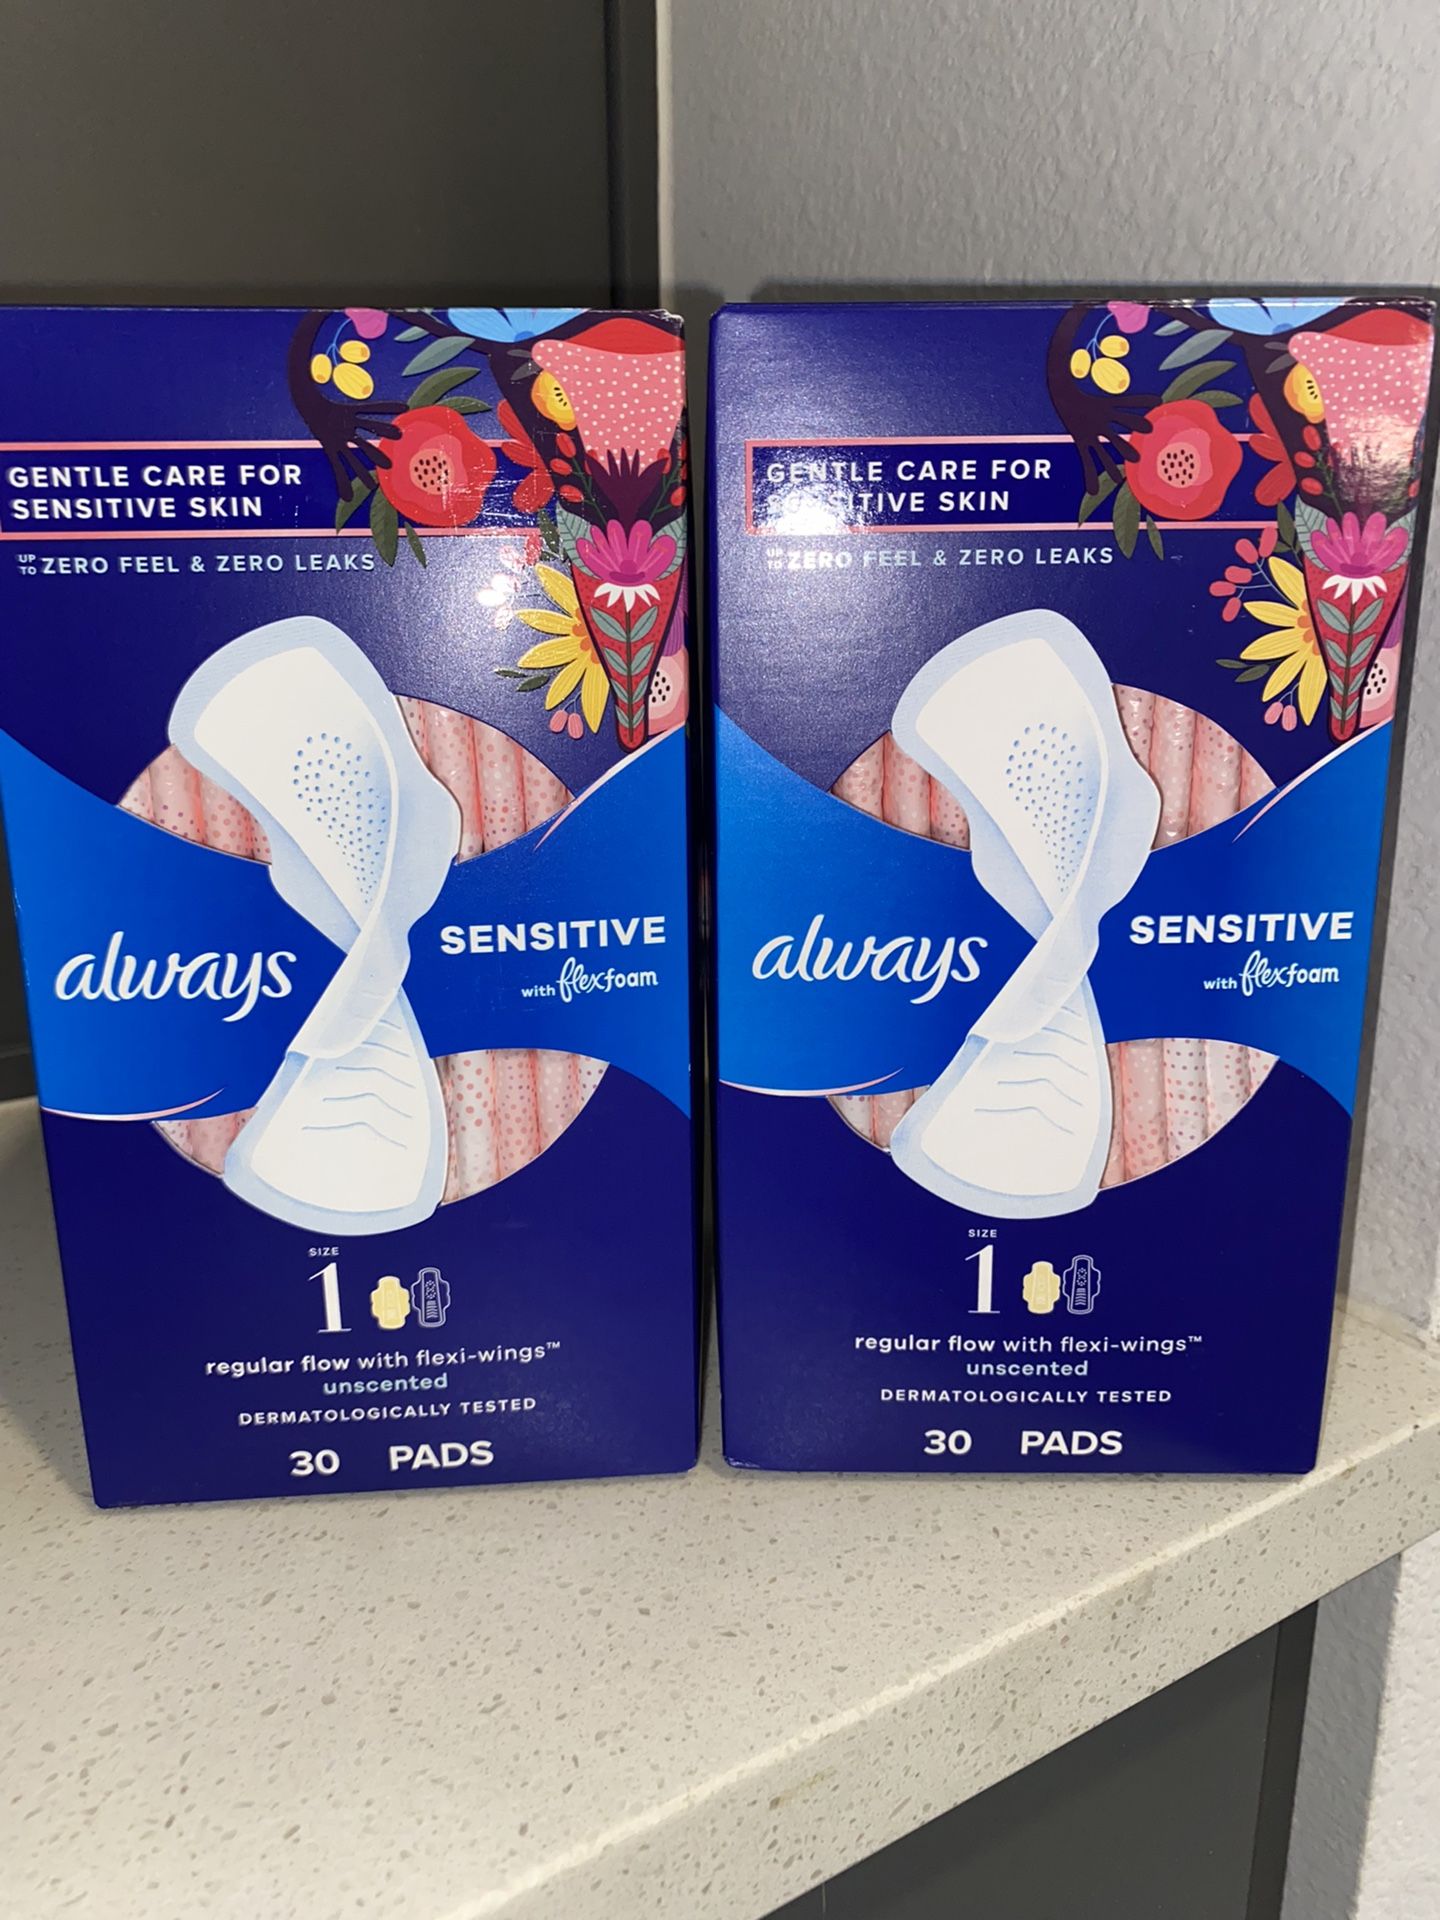 GENTLE CARE FOR
SENSITIVE SKIN
UP TO ZERO FEEL & ZERO LEAKS
always
SENSITIVE
with flexfoam
SIZE
1
regular flow with flexi-wings™
unscented
DERMATOLOGICALLY TESTED
30 PADS
GENTLE CARE FOR
SENSITIVE SKIN
UP TO ZERO FEEL & ZERO LEAKS
always
SENSITIVE
with flexfoam
SIZE
1
regular flow with flexi-wings™
unscented
DERMATOLOGICALLY TESTED
30 PADS